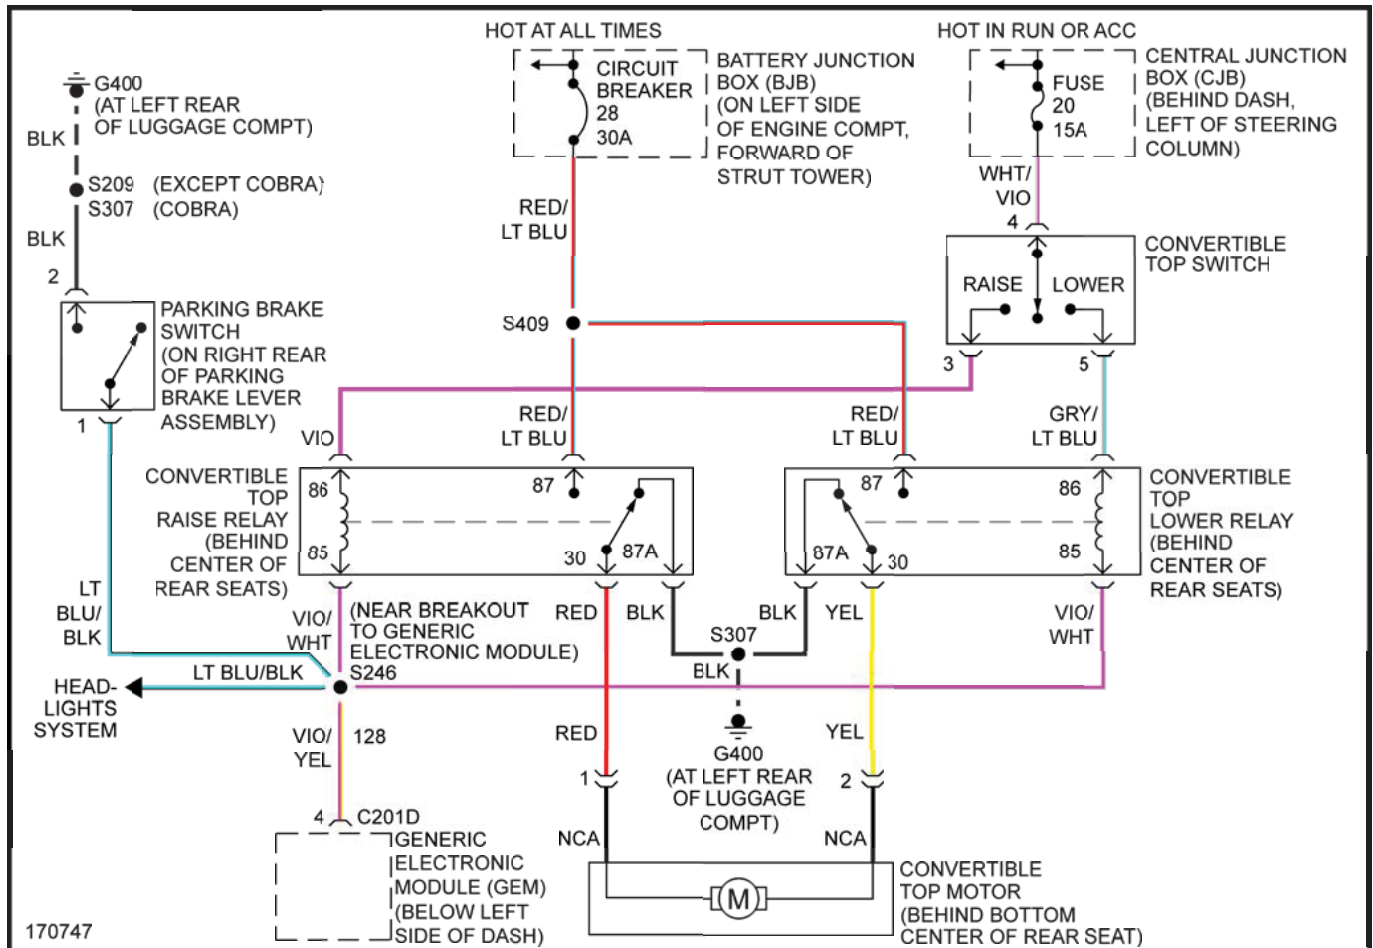 HOT AT ALL TIMES
HOT IN RUN OR ACC
G400
(AT LEFT REAR
OF LUGGAGE COMPT)
BLK
S209 (EXCEPT COBRA)
S307 (COBRA)
BLK
2
CIRCUIT
BREAKER
28
30A
BATTERY JUNCTION
BOX (BJB)
(ON LEFT SIDE
OF ENGINE COMPT,
FORWARD OF
STRUT TOWER)
FUSE
20
15A
CENTRAL JUNCTION
BOX (CJB)
(BEHIND DASH,
LEFT OF STEERING
COLUMN)
RED/
LT BLU
WHT/
VIO
4
CONVERTIBLE
TOP SWITCH
RAISE
LOWER
3
5
PARKING BRAKE
SWITCH
(ON RIGHT REAR
OF PARKING
BRAKE LEVER
ASSEMBLY)
1
S409
VIO
RED/
LT BLU
RED/
LT BLU
GRY/
LT BLU
CONVERTIBLE
TOP
RAISE RELAY
(BEHIND
CENTER OF
REAR SEATS)
86
85
87
30
87A
87
87A
30
86
85
CONVERTIBLE
TOP
LOWER RELAY
(BEHIND
CENTER OF
REAR SEATS)
LT
BLU/
BLK
VIO/
WHT
(NEAR BREAKOUT
TO GENERIC
ELECTRONIC MODULE)
RED
BLK
BLK
YEL
VIO/
WHT
S307
BLK
LT BLU/BLK
S246
HEAD-
LIGHTS
SYSTEM
VIO/
YEL
128
RED
YEL
G400
(AT LEFT REAR
OF LUGGAGE
COMPT)
1
2
4
C201D
GENERIC
ELECTRONIC
MODULE (GEM)
(BELOW LEFT
SIDE OF DASH)
NCA
NCA
M
CONVERTIBLE
TOP MOTOR
(BEHIND BOTTOM
CENTER OF REAR SEAT)
170747